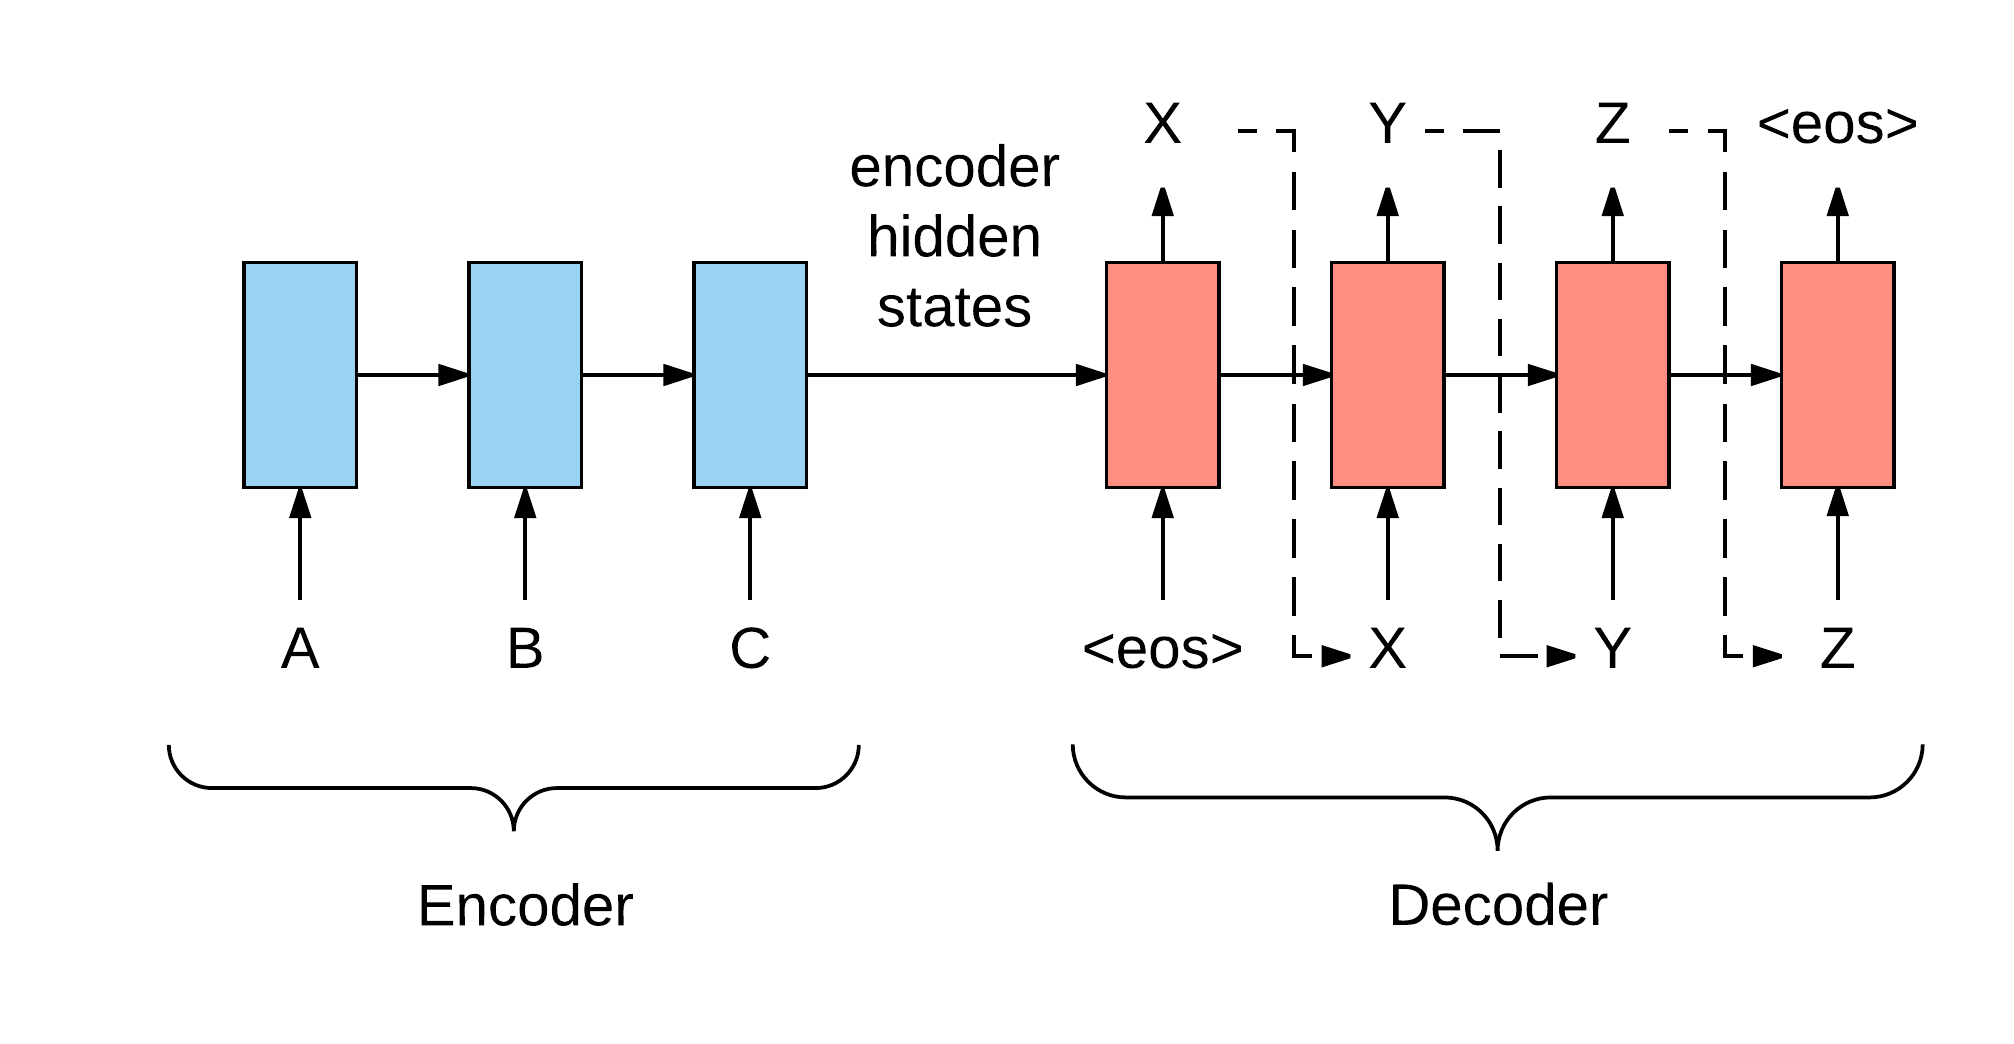 X
Y
Z
<eos>
encoder
hidden
states
A
B
C
<eos>
X
Y
Z
Encoder
Decoder